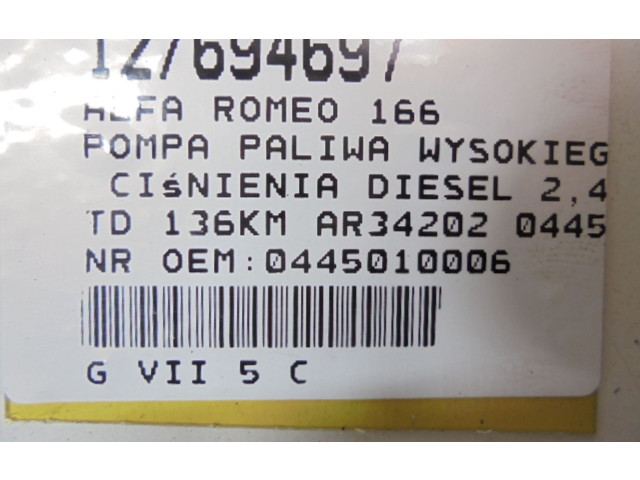 127694697
ALFA ROMEO 166
POMPA PALIWA WYSOKIEG
CIśNIENIA DIESEL 2,4
TD 136KM AR34202 0445
NR OEM:0445010006
G VII 5 C